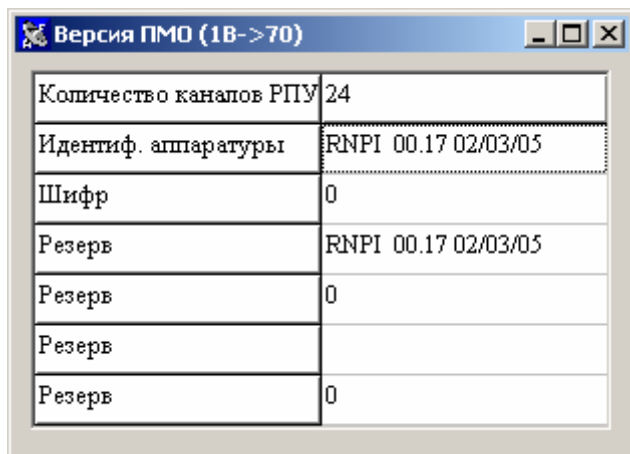 Версия ПМО (1B->70)
Количество каналов РПУ 24
Идентиф. аппаратуры RNPI 00.17 02/03/05
Шифр 0
Резерв RNPI 00.17 02/03/05
Резерв 0
Резерв
Резерв 0